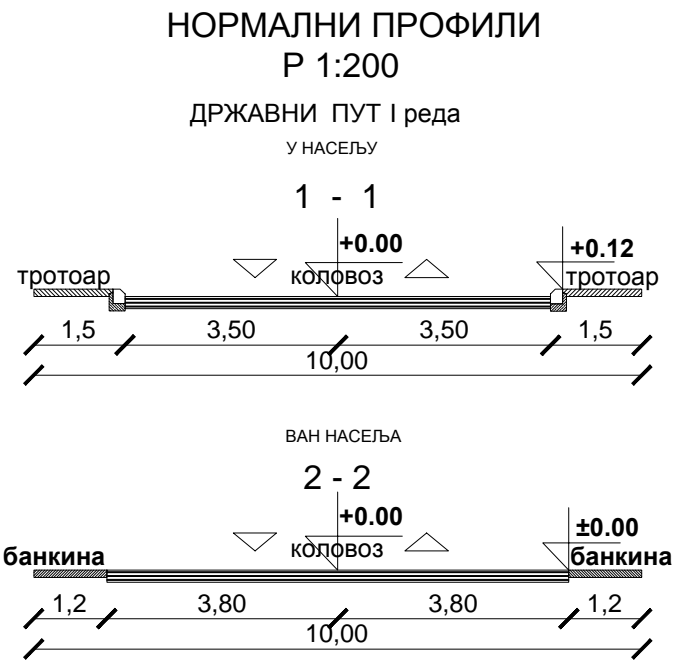 НОРМАЛНИ ПРОФИЛИ
Р 1:200
ДРЖАВНИ ПУТ I реда
У НАСЕЉУ
1 - 1
+0.00
+0.12
тротоар
коловоз
тротоар
1,5 3,50 3,50 1,5
10,00
ВАН НАСЕЉА
2 - 2
+0.00
±0.00
банкина
коловоз
банкина
1,2 3,80 3,80 1,2
10,00